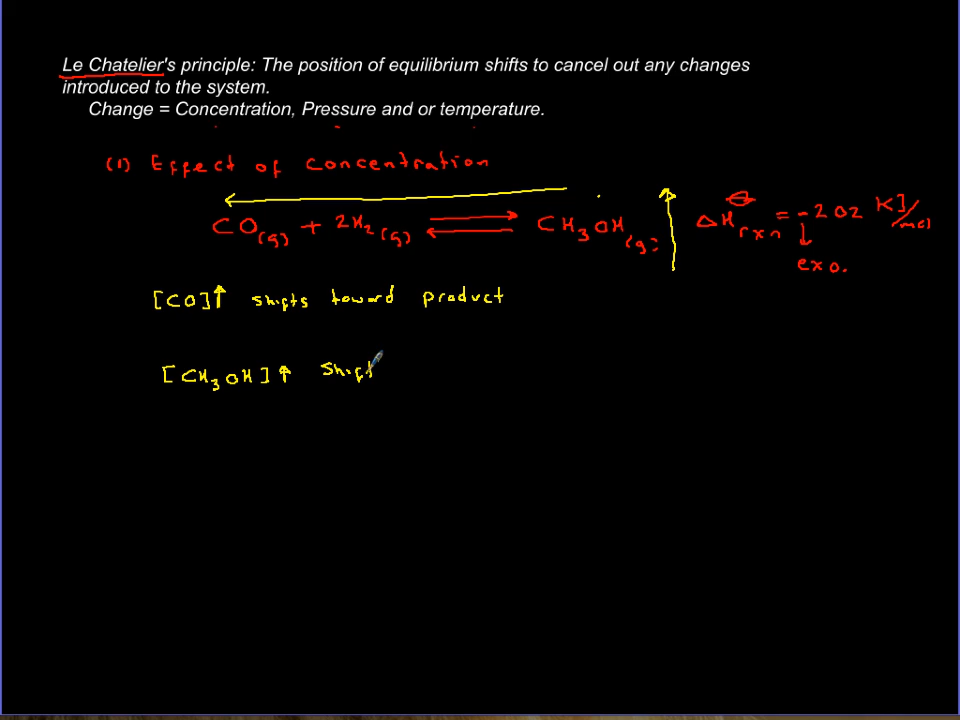 Le Chatelier's principle: The position of equilibrium shifts to cancel out any changes
introduced to the system.
Change = Concentration, Pressure and or temperature.
(1) Effect of concentration
CO(g) + 2H₂(g) ⇌ CH₃OH(g) ΔH⊖rxn = -202 KJ/mol
exo.
[CO]↑ shifts toward product
[CH₃OH]↑ shift